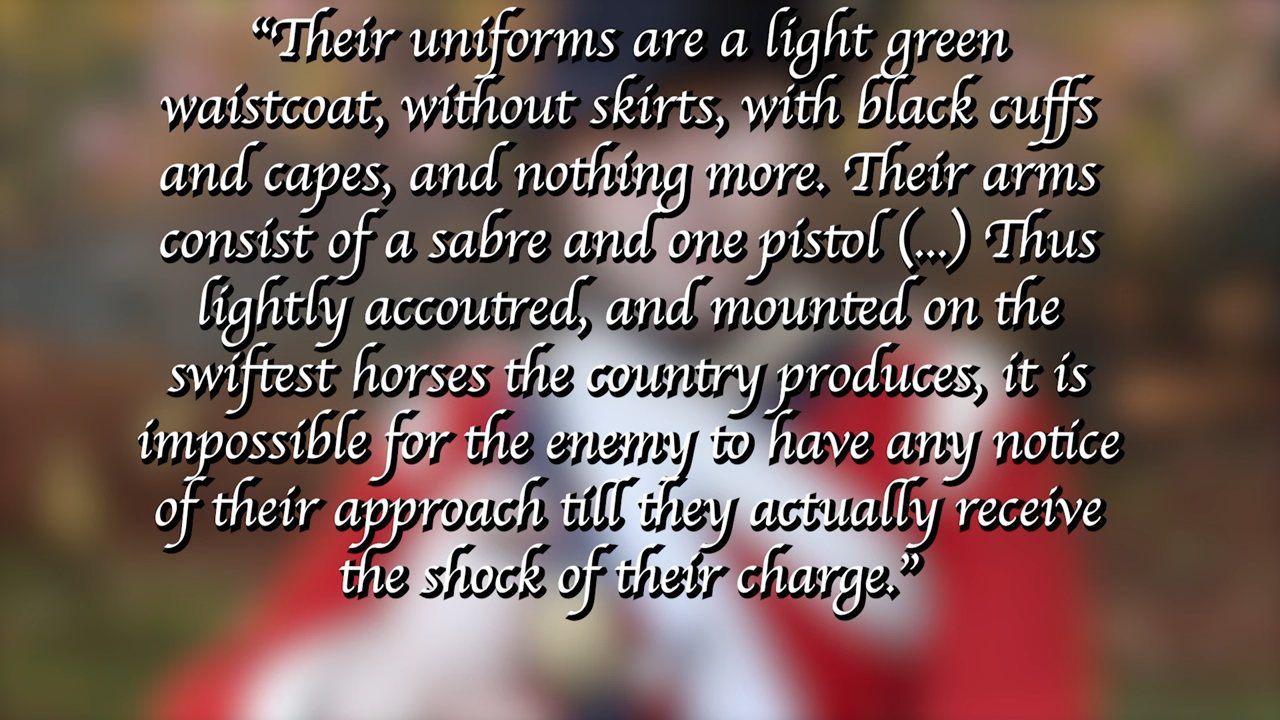 “Their uniforms are a light green
waistcoat, without skirts, with black cuffs
and capes, and nothing more. Their arms
consist of a sabre and one pistol (...) Thus
lightly accoutred, and mounted on the
swiftest horses the country produces, it is
impossible for the enemy to have any notice
of their approach till they actually receive
the shock of their charge.”